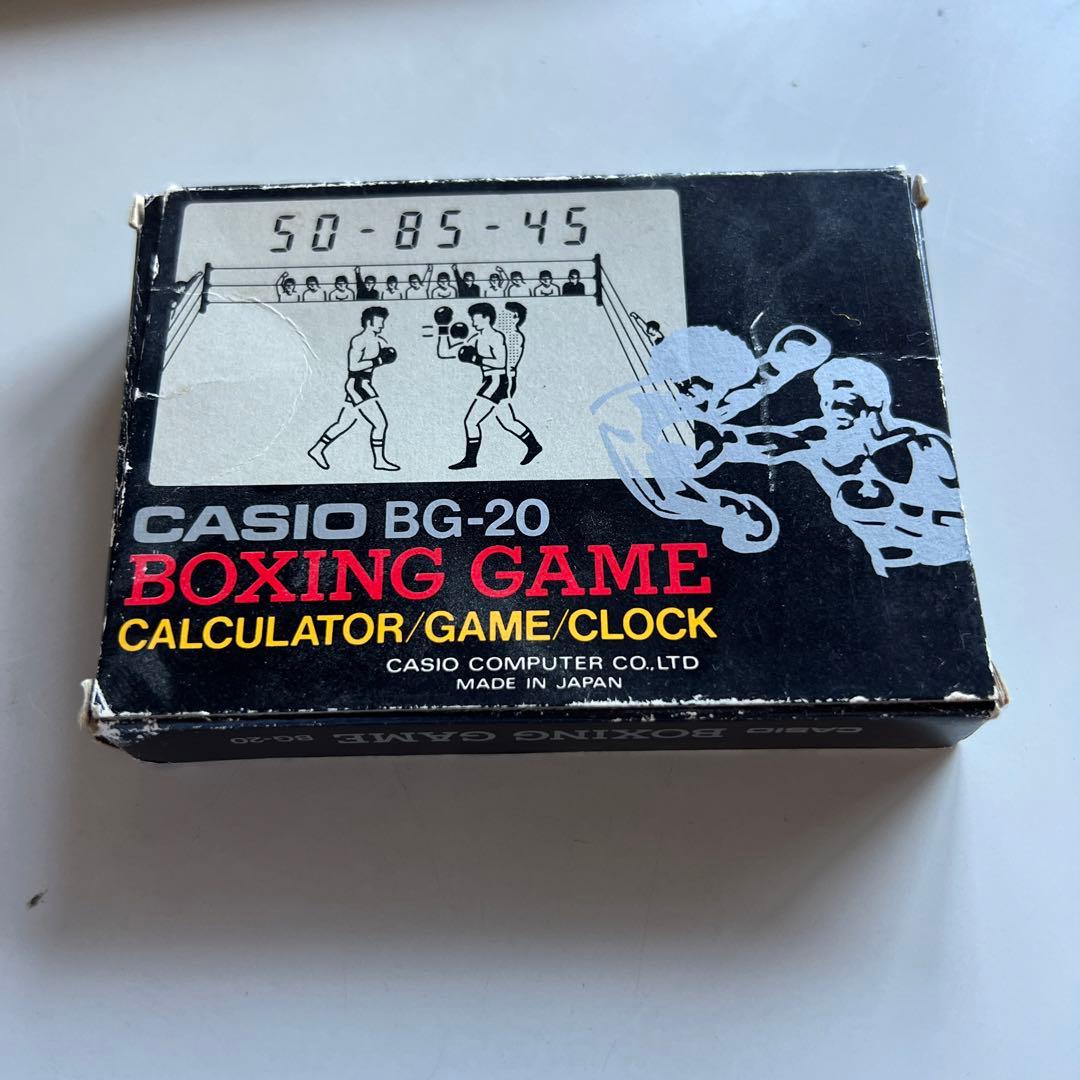 50-85-45
CASIO BG-20
BOXING GAME
CALCULATOR/GAME/CLOCK
CASIO COMPUTER CO.,LTD
MADE IN JAPAN
CASIO BOXING GAME BG-20